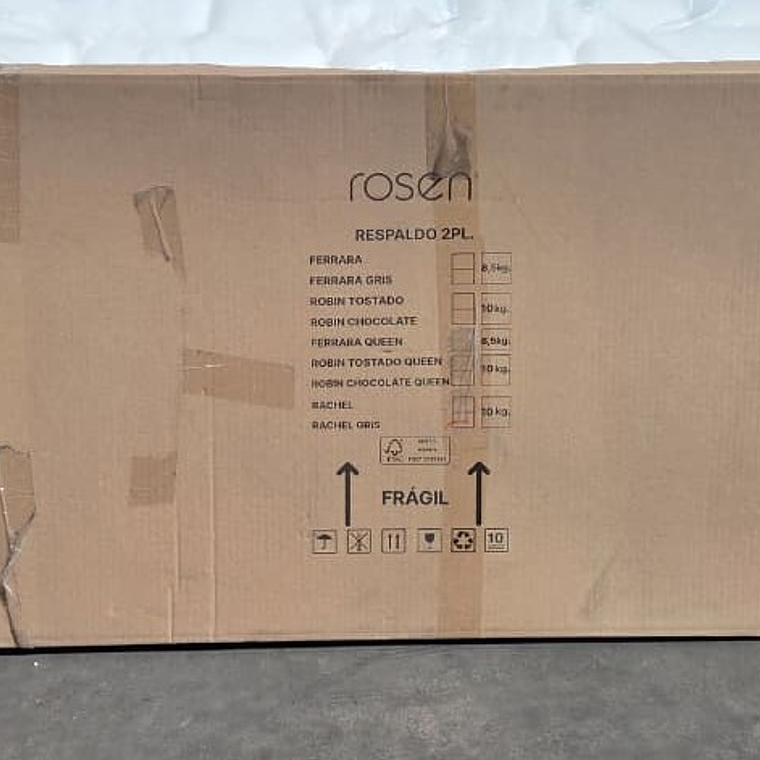 rosen
RESPALDO 2PL.
FERRARA
8,5kg.
FERRARA GRIS
ROBIN TOSTADO
10 kg.
ROBIN CHOCOLATE
FERRARA QUEEN
8,5kg
ROBIN TOSTADO QUEEN
10 kg.
ROBIN CHOCOLATE QUEEN
RACHEL
10 kg.
RACHEL GRIS
FSC
FRÁGIL
10